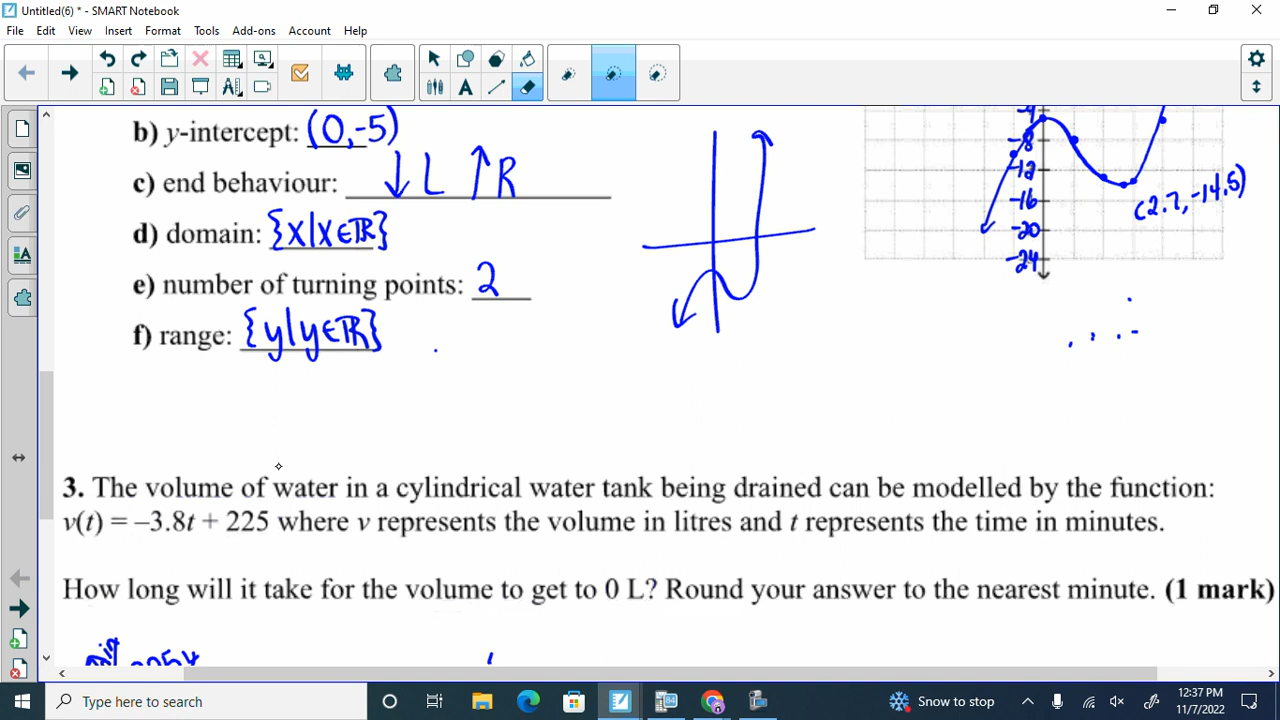 Untitled(6) * - SMART Notebook
File Edit View Insert Format Tools Add-ons Account Help
b) y-intercept: (0,-5)
c) end behaviour: ↓L ↑R
d) domain: {x|x∈ℝ}
e) number of turning points: 2
f) range: {y|y∈ℝ}
-4
-8
-12
-16
-20
-24
(2.7,-14.5)
3. The volume of water in a cylindrical water tank being drained can be modelled by the function:
v(t) = –3.8t + 225 where v represents the volume in litres and t represents the time in minutes.
How long will it take for the volume to get to 0 L? Round your answer to the nearest minute. (1 mark)
Type here to search
Snow to stop
12:37 PM
11/7/2022